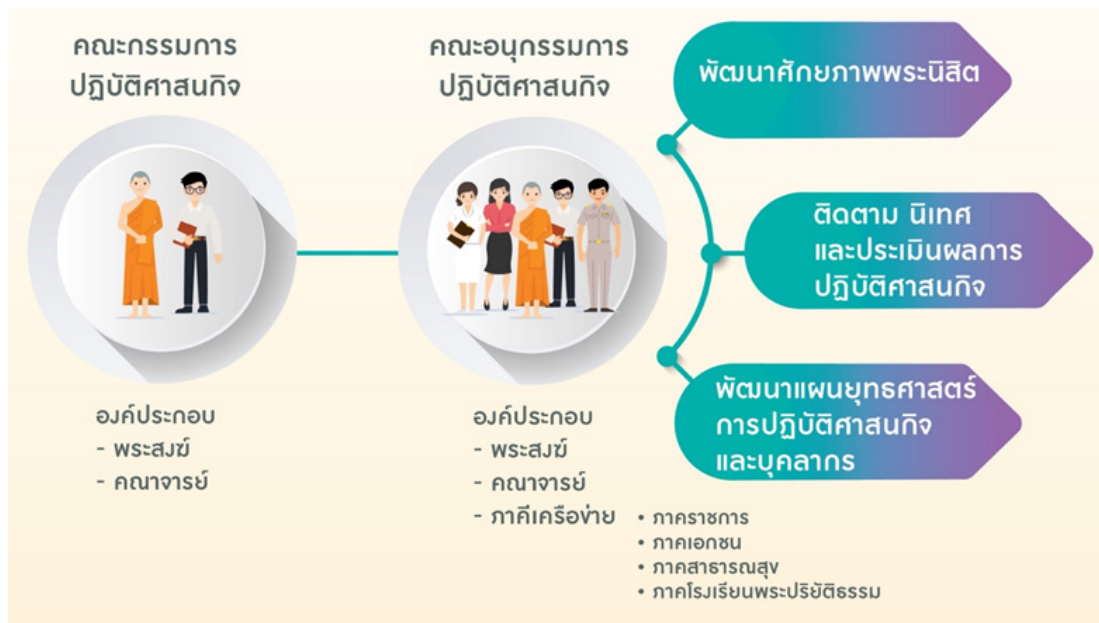 คณะกรรมการ
ปฏิบัติศาสนกิจ
องค์ประกอบ
- พระสงฆ์
- คณาจารย์
คณะอนุกรรมการ
ปฏิบัติศาสนกิจ
องค์ประกอบ
- พระสงฆ์
- คณาจารย์
- ภาคีเครือข่าย
• ภาคราชการ
• ภาคเอกชน
• ภาคสาธารณสุข
• ภาคโรงเรียนพระปริยัติธรรม
พัฒนาศักยภาพพระนิสิต
ติดตาม นิเทศ
และประเมินผลการ
ปฏิบัติศาสนกิจ
พัฒนาแผนยุทธศาสตร์
การปฏิบัติศาสนกิจ
และบุคลากร